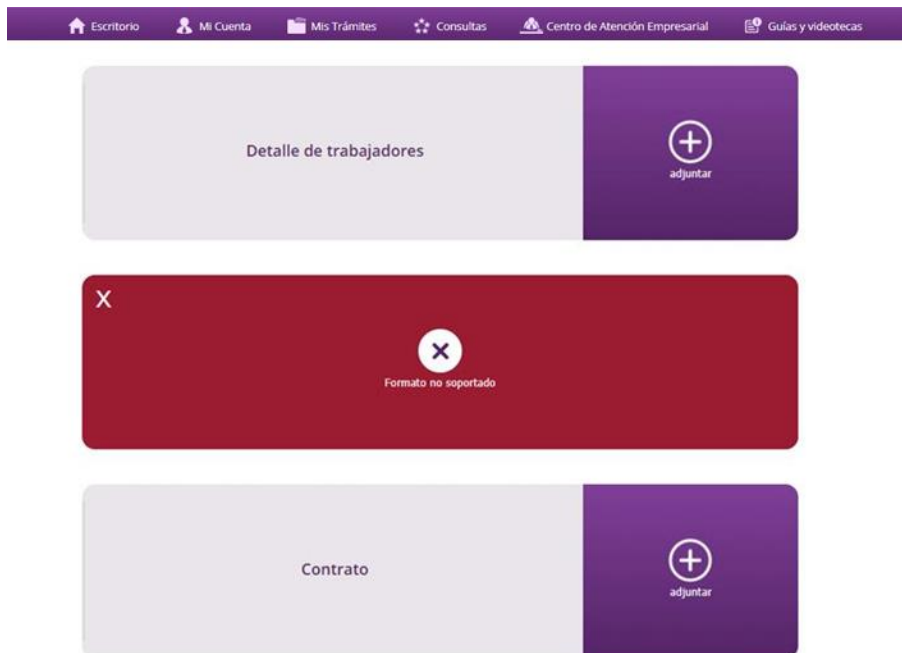 Escritorio Mi Cuenta Mis Trámites Consultas Centro de Atención Empresarial Guías y videotecas
Detalle de trabajadores
adjuntar
X
Formato no soportado
Contrato
adjuntar